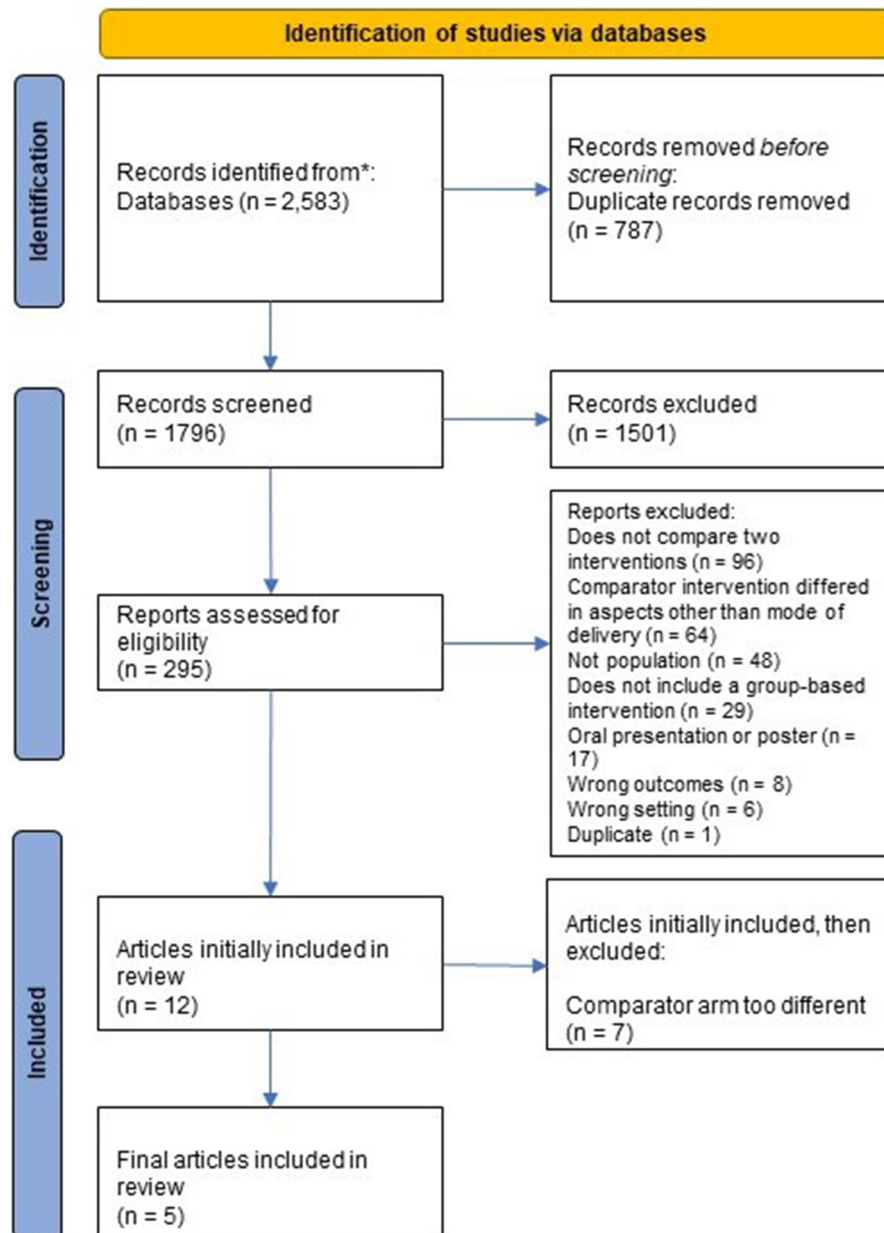 Identification of studies via databases
Identification
Records identified from*:
Databases (n = 2,583)
Records removed before
screening:
Duplicate records removed
(n = 787)
Screening
Records screened
(n = 1796)
Records excluded
(n = 1501)
Reports assessed for
eligibility
(n = 295)
Reports excluded:
Does not compare two
interventions (n = 96)
Comparator intervention differed
in aspects other than mode of
delivery (n = 64)
Not population (n = 48)
Does not include a group-based
intervention (n = 29)
Oral presentation or poster (n =
17)
Wrong outcomes (n = 8)
Wrong setting (n = 6)
Duplicate (n = 1)
Included
Articles initially included in
review
(n = 12)
Articles initially included, then
excluded:
Comparator arm too different
(n = 7)
Final articles included in
review
(n = 5)